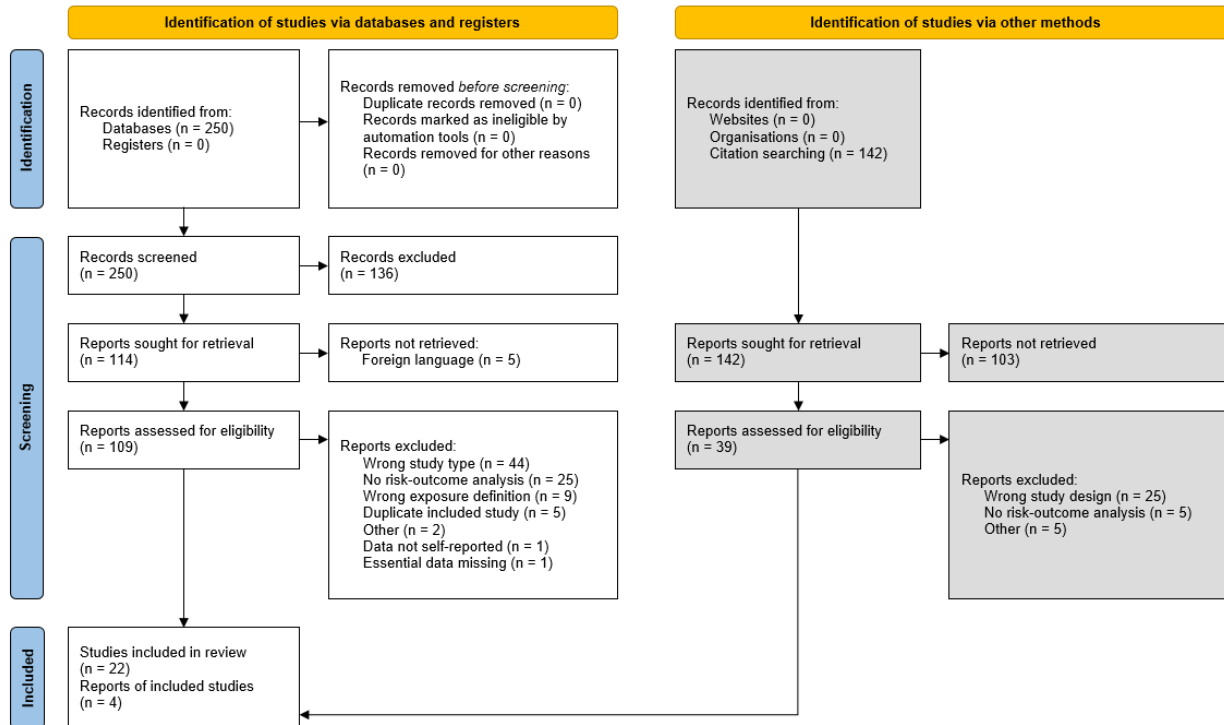 Identification of studies via databases and registers
Identification of studies via other methods
Identification
Records identified from:
Databases (n = 250)
Registers (n = 0)
Records removed before screening:
Duplicate records removed (n = 0)
Records marked as ineligible by
automation tools (n = 0)
Records removed for other reasons
(n = 0)
Records identified from:
Websites (n = 0)
Organisations (n = 0)
Citation searching (n = 142)
Screening
Records screened
(n = 250)
Records excluded
(n = 136)
Reports sought for retrieval
(n = 114)
Reports not retrieved:
Foreign language (n = 5)
Reports sought for retrieval
(n = 142)
Reports not retrieved
(n = 103)
Reports assessed for eligibility
(n = 109)
Reports excluded:
Wrong study type (n = 44)
No risk-outcome analysis (n = 25)
Wrong exposure definition (n = 9)
Duplicate included study (n = 5)
Other (n = 2)
Data not self-reported (n = 1)
Essential data missing (n = 1)
Reports assessed for eligibility
(n = 39)
Reports excluded:
Wrong study design (n = 25)
No risk-outcome analysis (n = 5)
Other (n = 5)
Included
Studies included in review
(n = 22)
Reports of included studies
(n = 4)